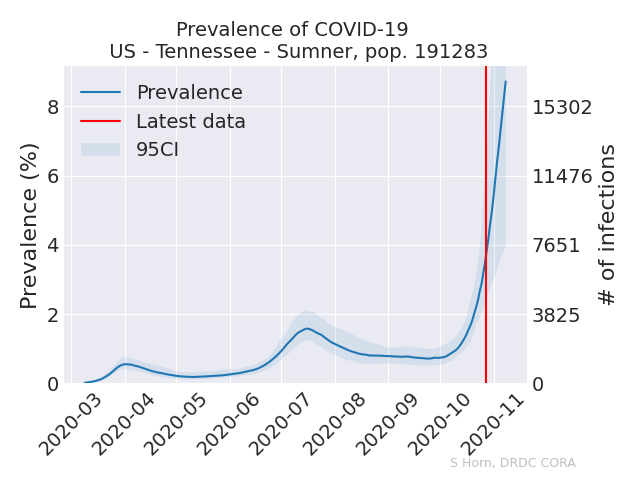 Prevalence of COVID-19
US - Tennessee - Sumner, pop. 191283
Prevalence
Latest data
95CI
Prevalence (%)
8
6
4
2
0
15302
11476
7651
3825
0
# of infections
2020-03
2020-04
2020-05
2020-06
2020-07
2020-08
2020-09
2020-10
2020-11
S Horn, DRDC CORA